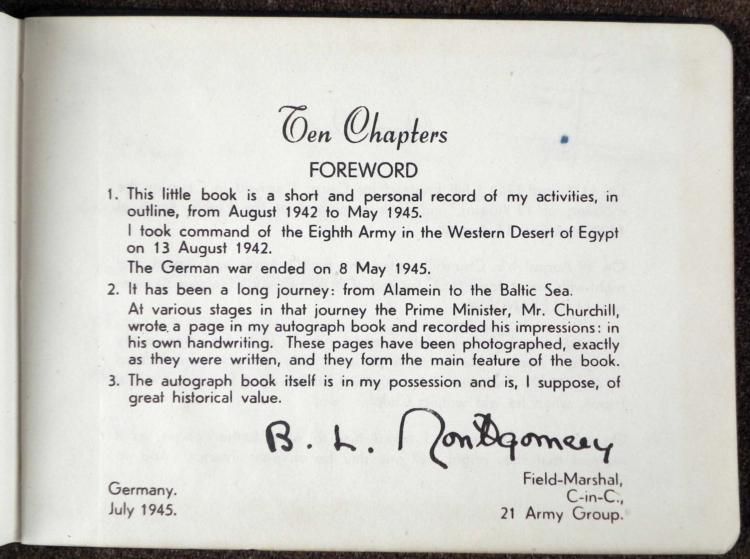 Ten Chapters
FOREWORD
1. This little book is a short and personal record of my activities, in
outline, from August 1942 to May 1945.
I took command of the Eighth Army in the Western Desert of Egypt
on 13 August 1942.
The German war ended on 8 May 1945.
2. It has been a long journey: from Alamein to the Baltic Sea.
At various stages in that journey the Prime Minister, Mr. Churchill,
wrote a page in my autograph book and recorded his impressions: in
his own handwriting. These pages have been photographed, exactly
as they were written, and they form the main feature of the book.
3. The autograph book itself is in my possession and is, I suppose, of
great historical value.
B. L. Montgomery
Field-Marshal,
C-in-C.,
21 Army Group.
Germany.
July 1945.